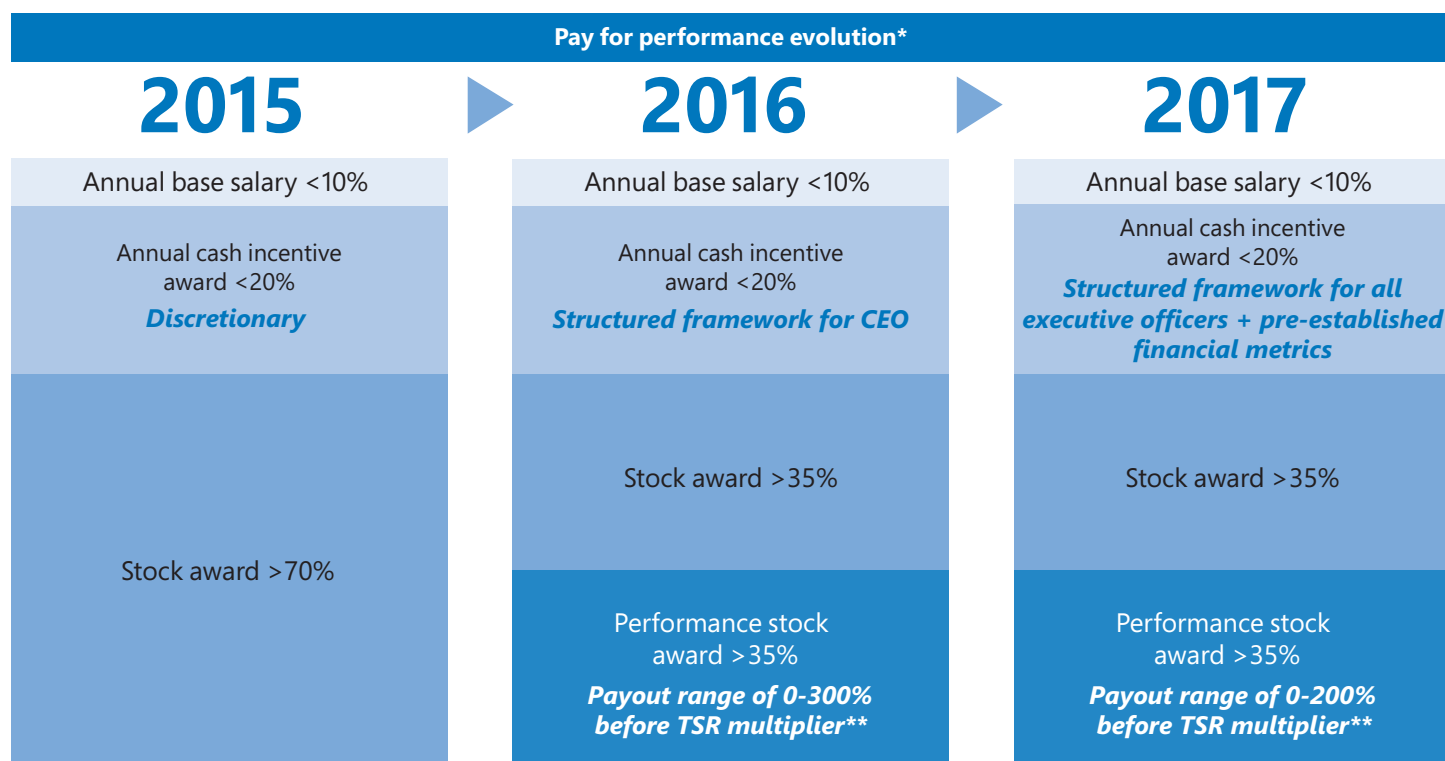 Pay for performance evolution*
2015
2016
2017
Annual base salary <10%
Annual cash incentive
award <20%
Discretionary
Stock award >70%
Annual base salary <10%
Annual cash incentive
award <20%
Structured framework for CEO
Stock award >35%
Performance stock
award >35%
Payout range of 0-300%
before TSR multiplier**
Annual base salary <10%
Annual cash incentive
award <20%
Structured framework for all
executive officers + pre-established
financial metrics
Stock award >35%
Performance stock
award >35%
Payout range of 0-200%
before TSR multiplier**